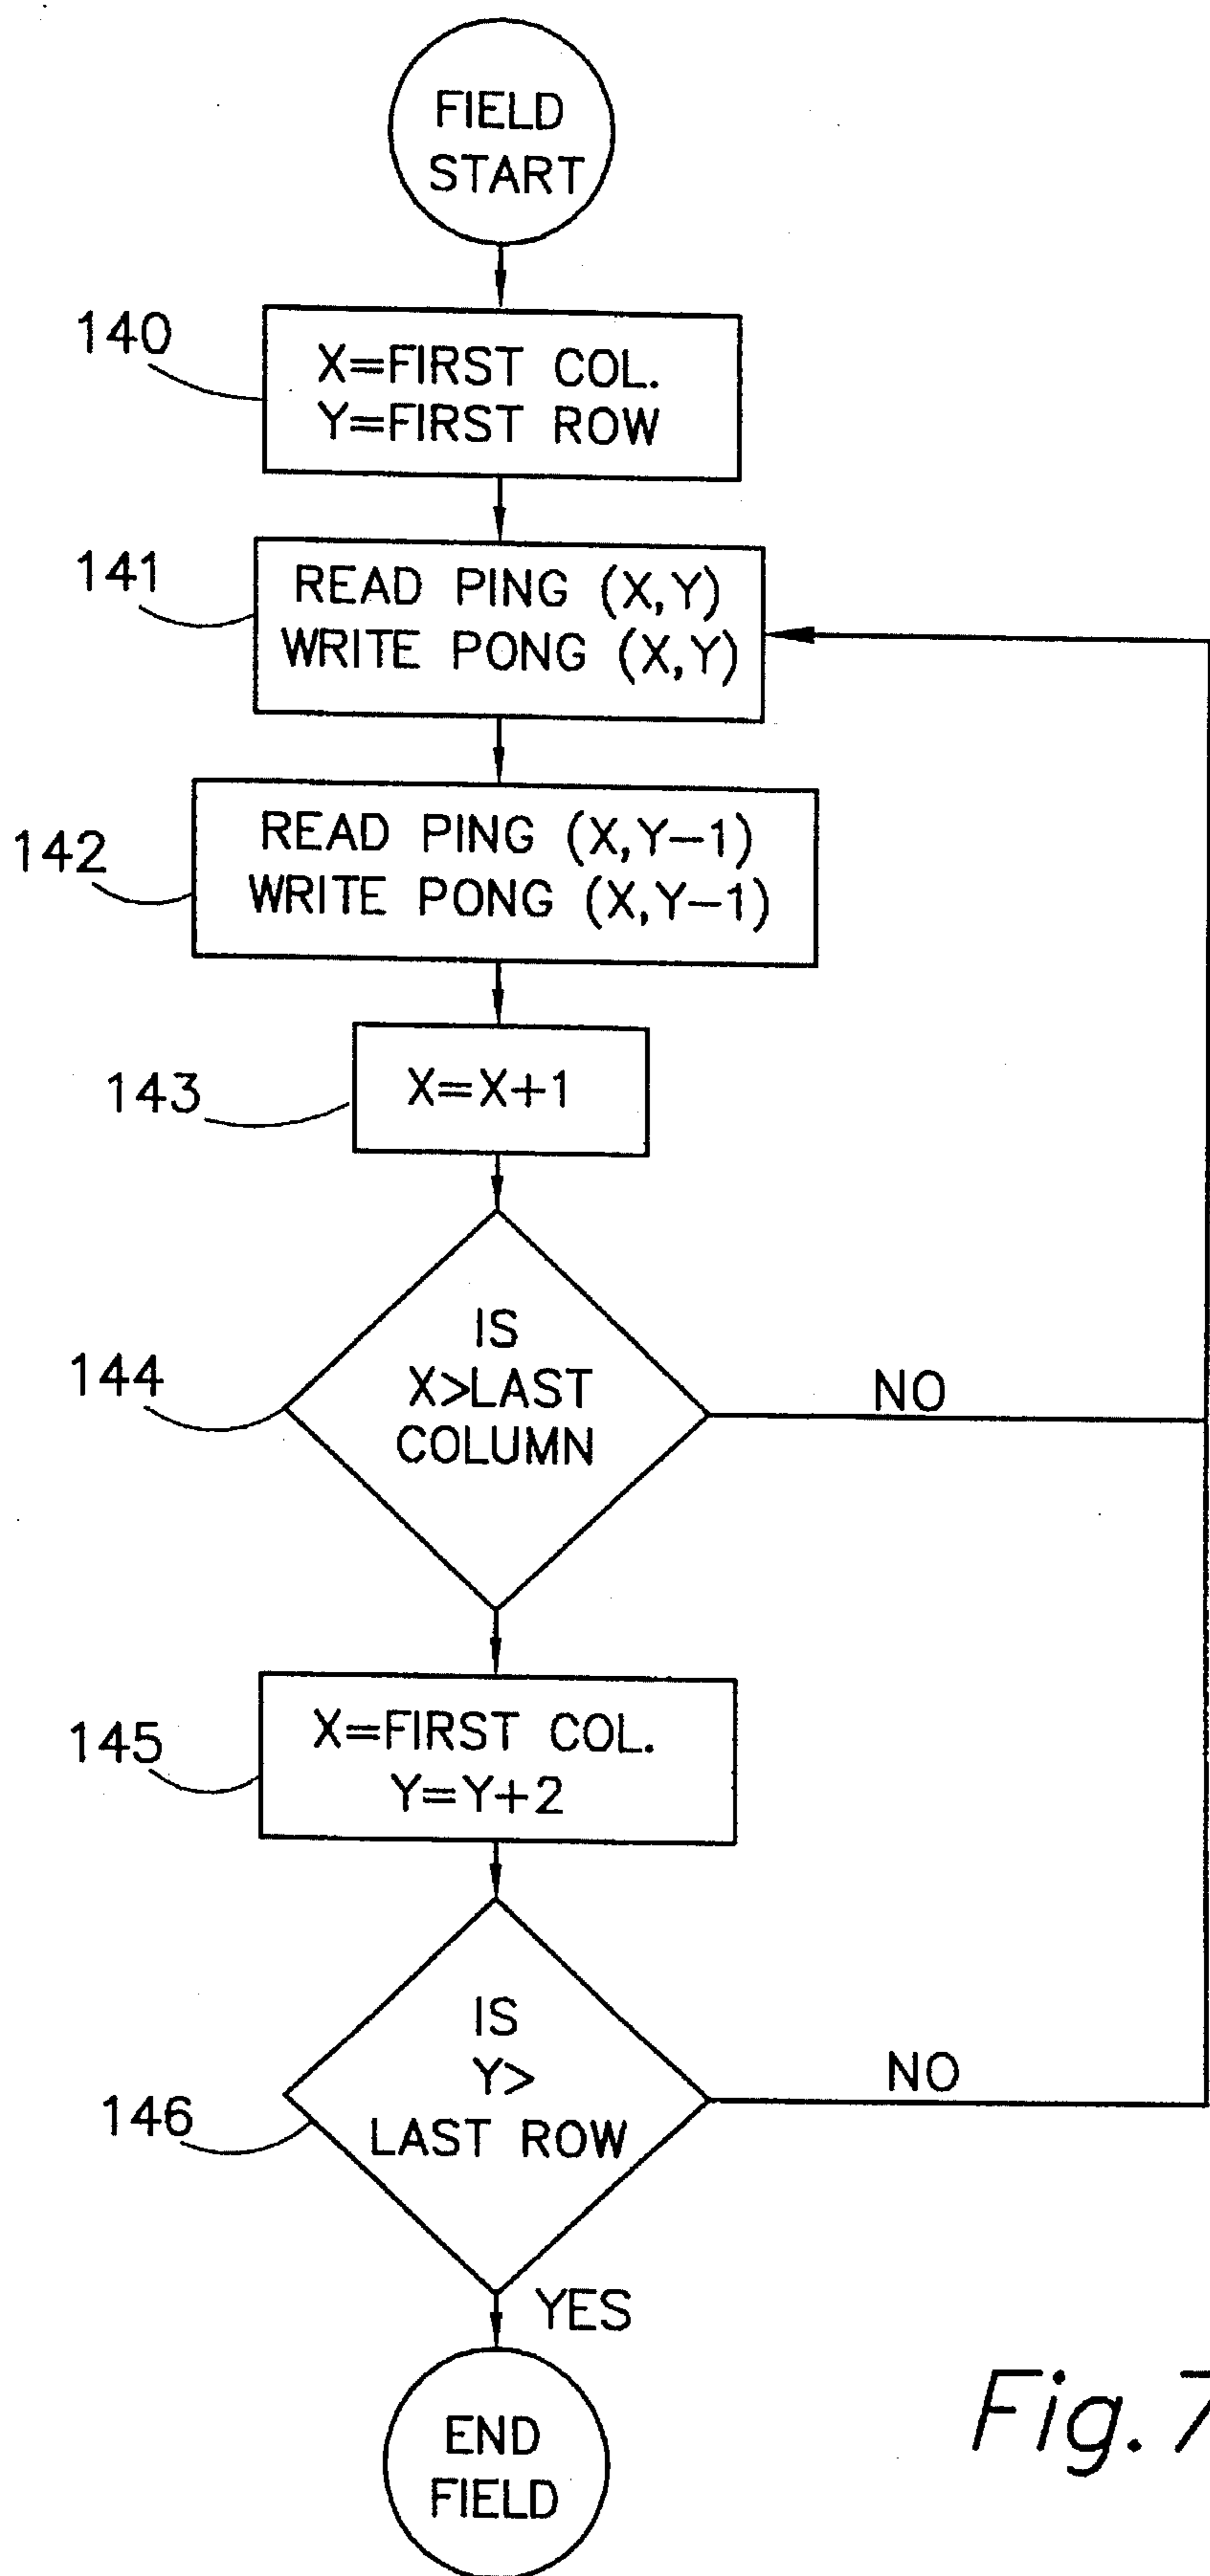 FIELD
START
140
X=FIRST COL.
Y=FIRST ROW
141
READ PING (X,Y)
WRITE PONG (X,Y)
142
READ PING (X,Y-1)
WRITE PONG (X,Y-1)
143
X=X+1
144
IS
X>LAST
COLUMN
NO
145
X=FIRST COL.
Y=Y+2
146
IS
Y>
LAST ROW
NO
YES
END
FIELD
Fig. 7